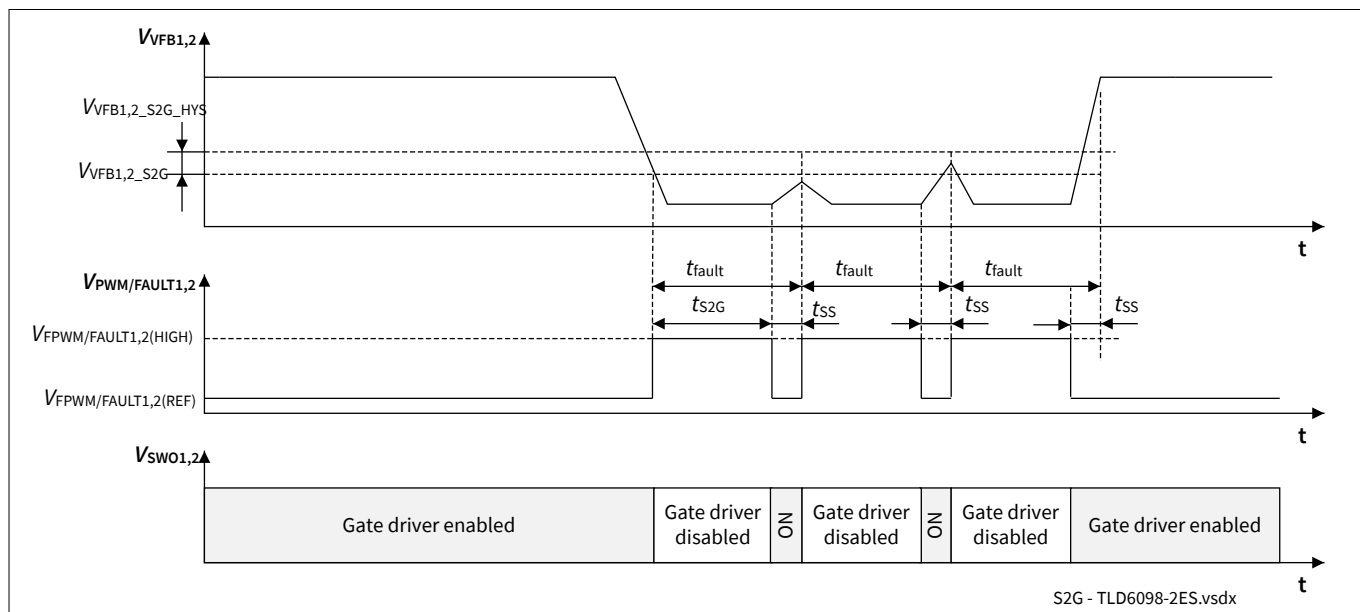 VVFB1,2
VVFB1,2_S2G_HYS
VVFB1,2_S2G
t
VPWM/FAULT1,2
tfault tfault tfault
tS2G tSS tSS tSS
VFPWM/FAULT1,2(HIGH)
VFPWM/FAULT1,2(REF)
t
VSWO1,2
Gate driver enabled
Gate driver
disabled
ON
Gate driver
disabled
ON
Gate driver
disabled
Gate driver enabled
t
S2G - TLD6098-2ES.vsdx